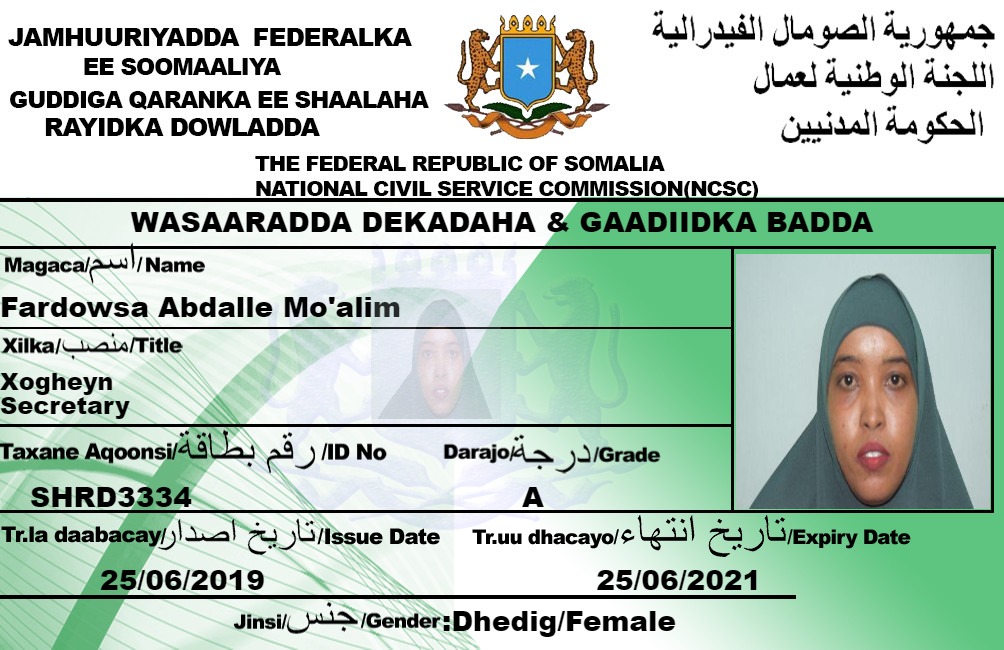 JAMHUURIYADDA FEDERALKA
EE SOOMAALIYA
GUDDIGA QARANKA EE SHAALAHA
RAYIDKA DOWLADDA
جمهورية الصومال الفيدرالية
اللجنة الوطنية لعمال
الحكومة المدنيين
THE FEDERAL REPUBLIC OF SOMALIA
NATIONAL CIVIL SERVICE COMMISSION(NCSC)
WASAARADDA DEKADAHA & GAADIIDKA BADDA
Magaca/اسم/Name
Fardowsa Abdalle Mo'alim
Xilka/منصب/Title
Xogheyn
Secretary
Taxane Aqoonsi/رقم بطاقة/ID No
Darajo/درجة/Grade
SHRD3334
A
Tr.la daabacay/تاريخ اصدار/Issue Date
Tr.uu dhacayo/تاريخ انتهاء/Expiry Date
25/06/2019
25/06/2021
Jinsi/جنس/Gender:Dhedig/Female